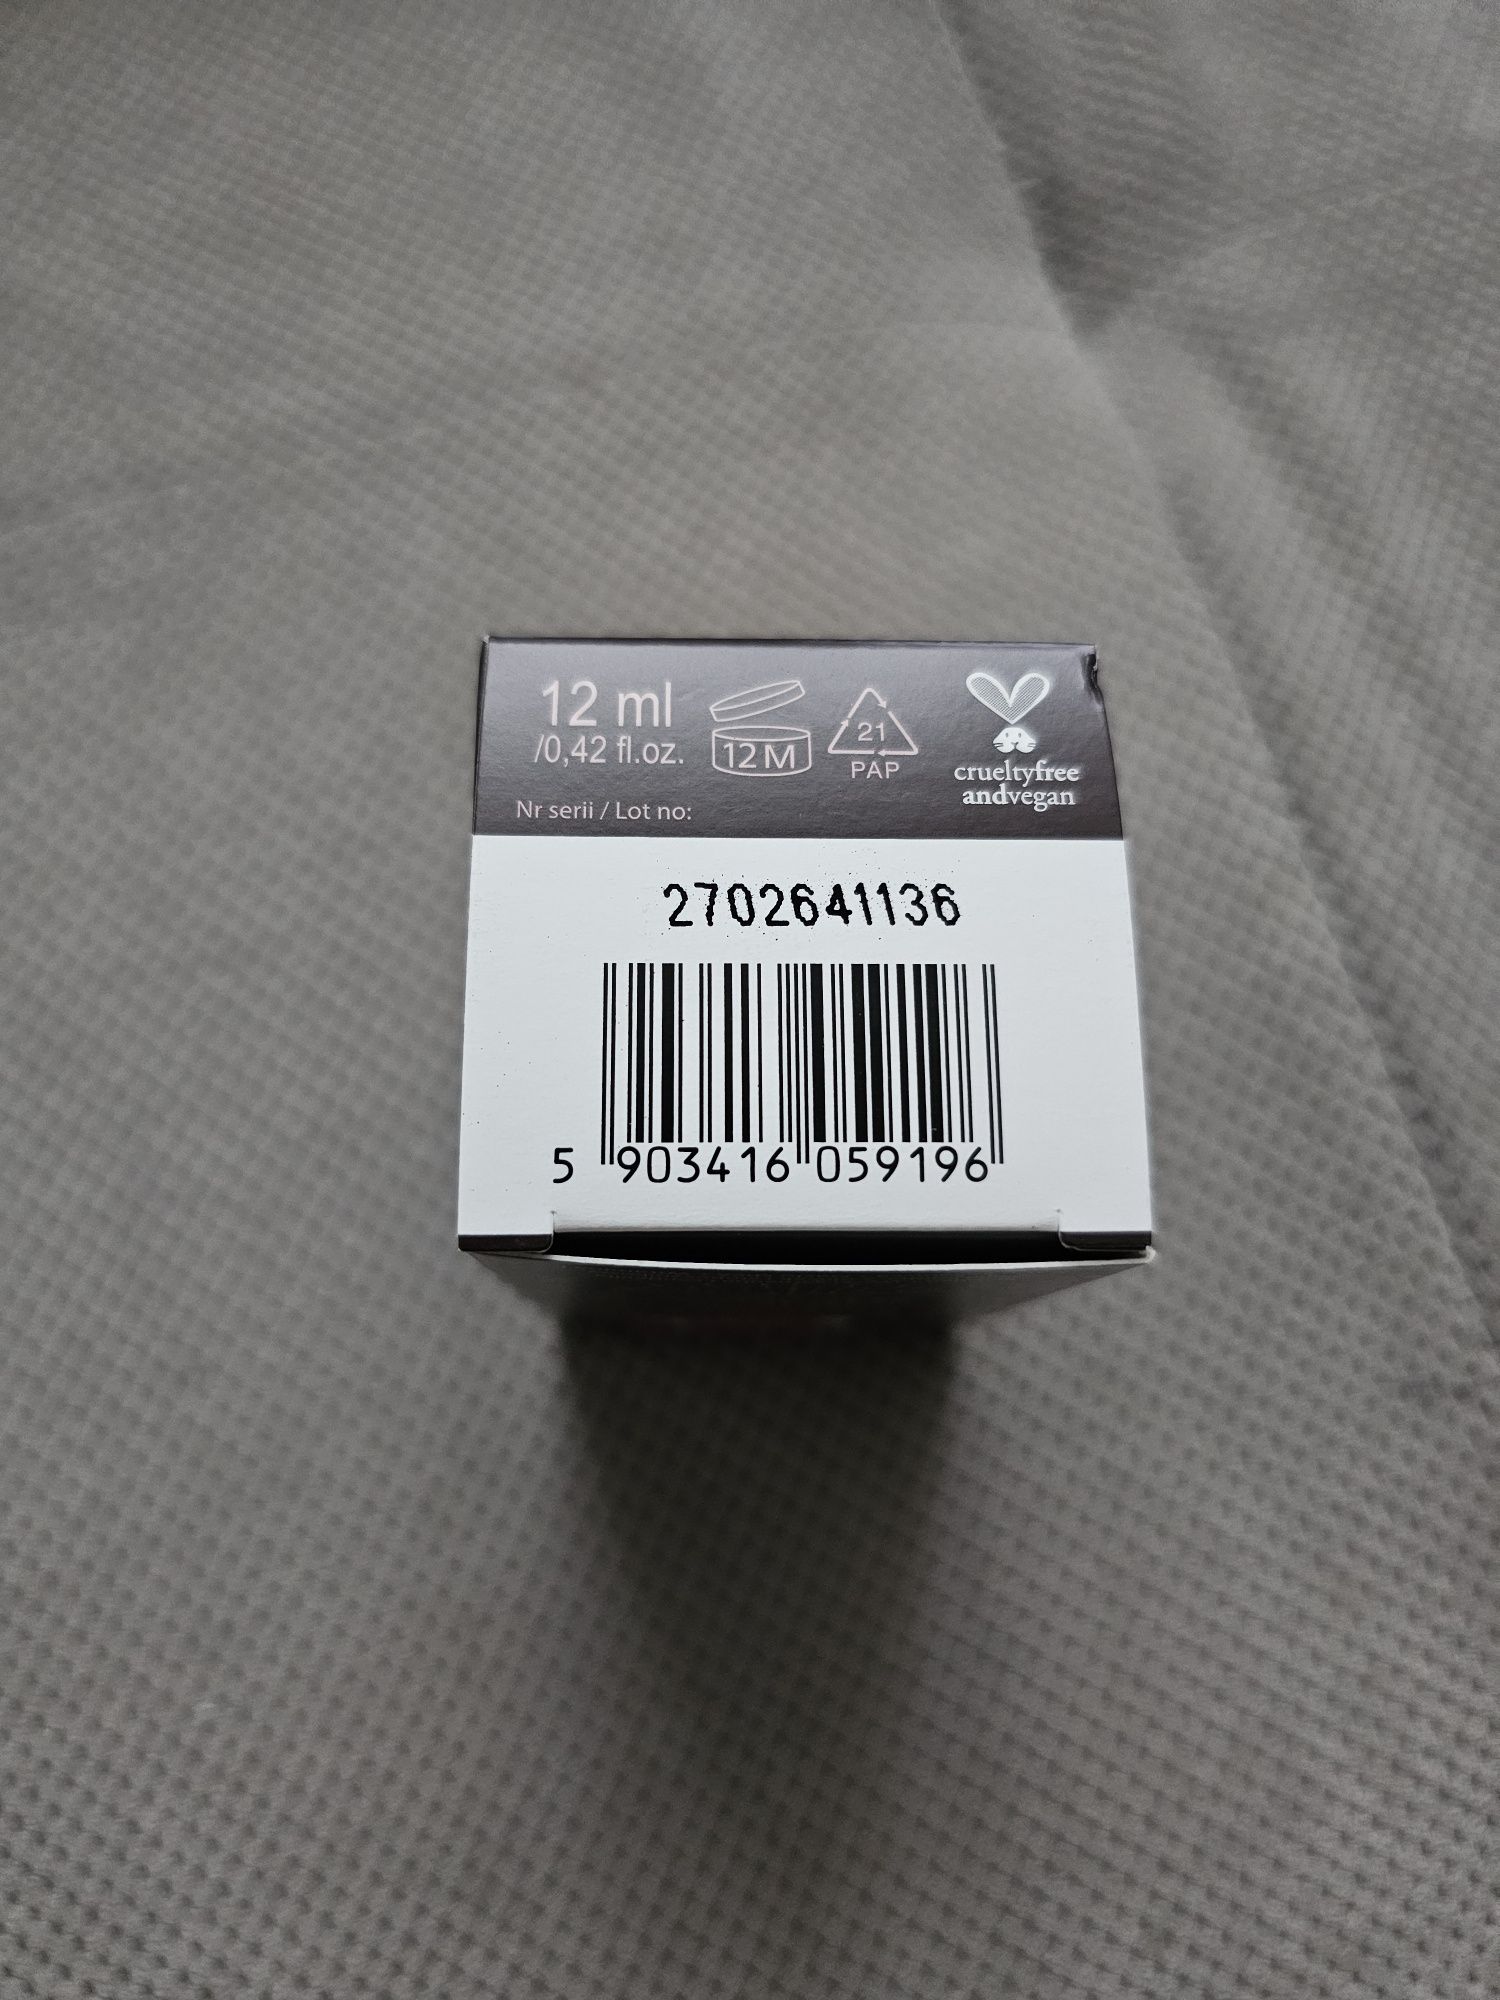 12 ml
/0,42 fl.oz.
12 M
21
PAP
crueltyfree
andvegan
Nr serii / Lot no:
2702641136
5 903416 059196